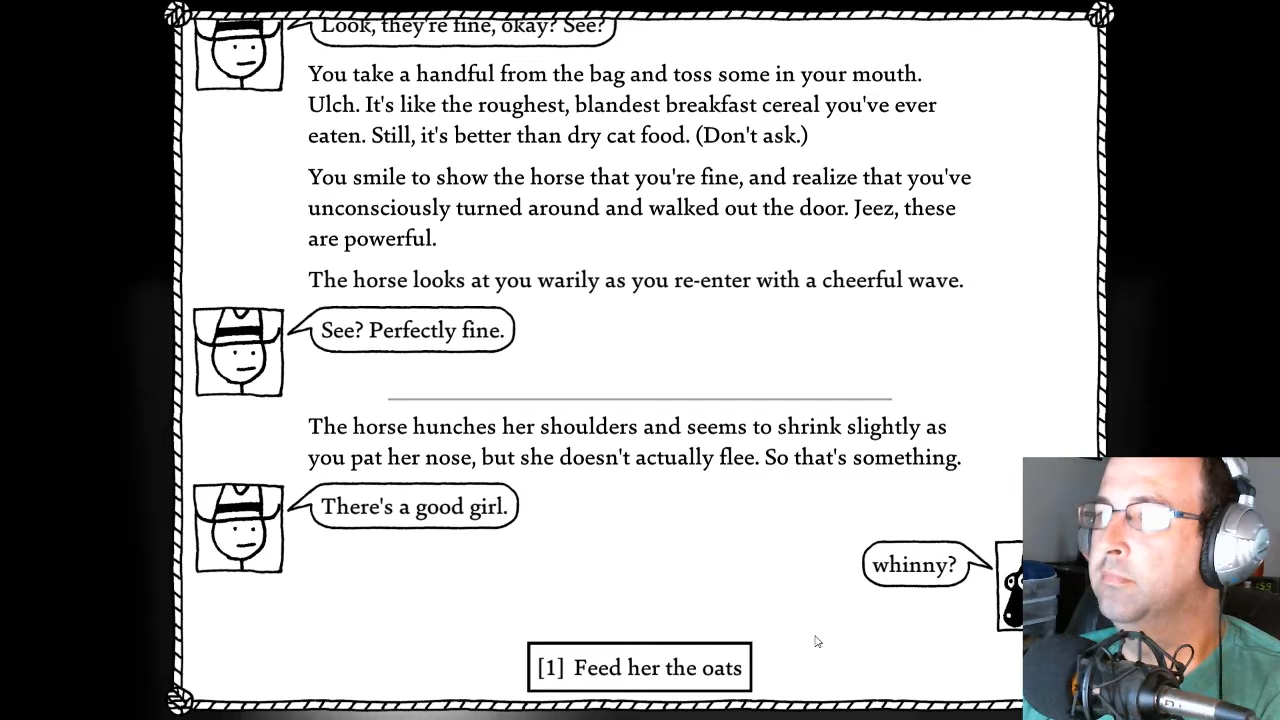 Look, they're fine, okay? See?
You take a handful from the bag and toss some in your mouth.
Ulch. It's like the roughest, blandest breakfast cereal you've ever
eaten. Still, it's better than dry cat food. (Don't ask.)
You smile to show the horse that you're fine, and realize that you've
unconsciously turned around and walked out the door. Jeez, these
are powerful.
The horse looks at you warily as you re-enter with a cheerful wave.
See? Perfectly fine.
The horse hunches her shoulders and seems to shrink slightly as
you pat her nose, but she doesn't actually flee. So that's something.
There's a good girl.
whinny?
[1] Feed her the oats